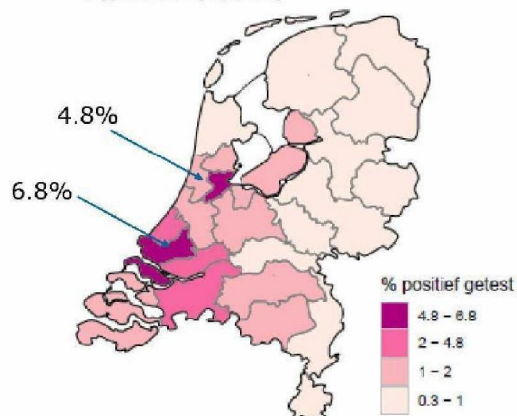 4.8%
6.8%
% positief getest
4.8 – 6.8
2 – 4.8
1 – 2
0.3 – 1